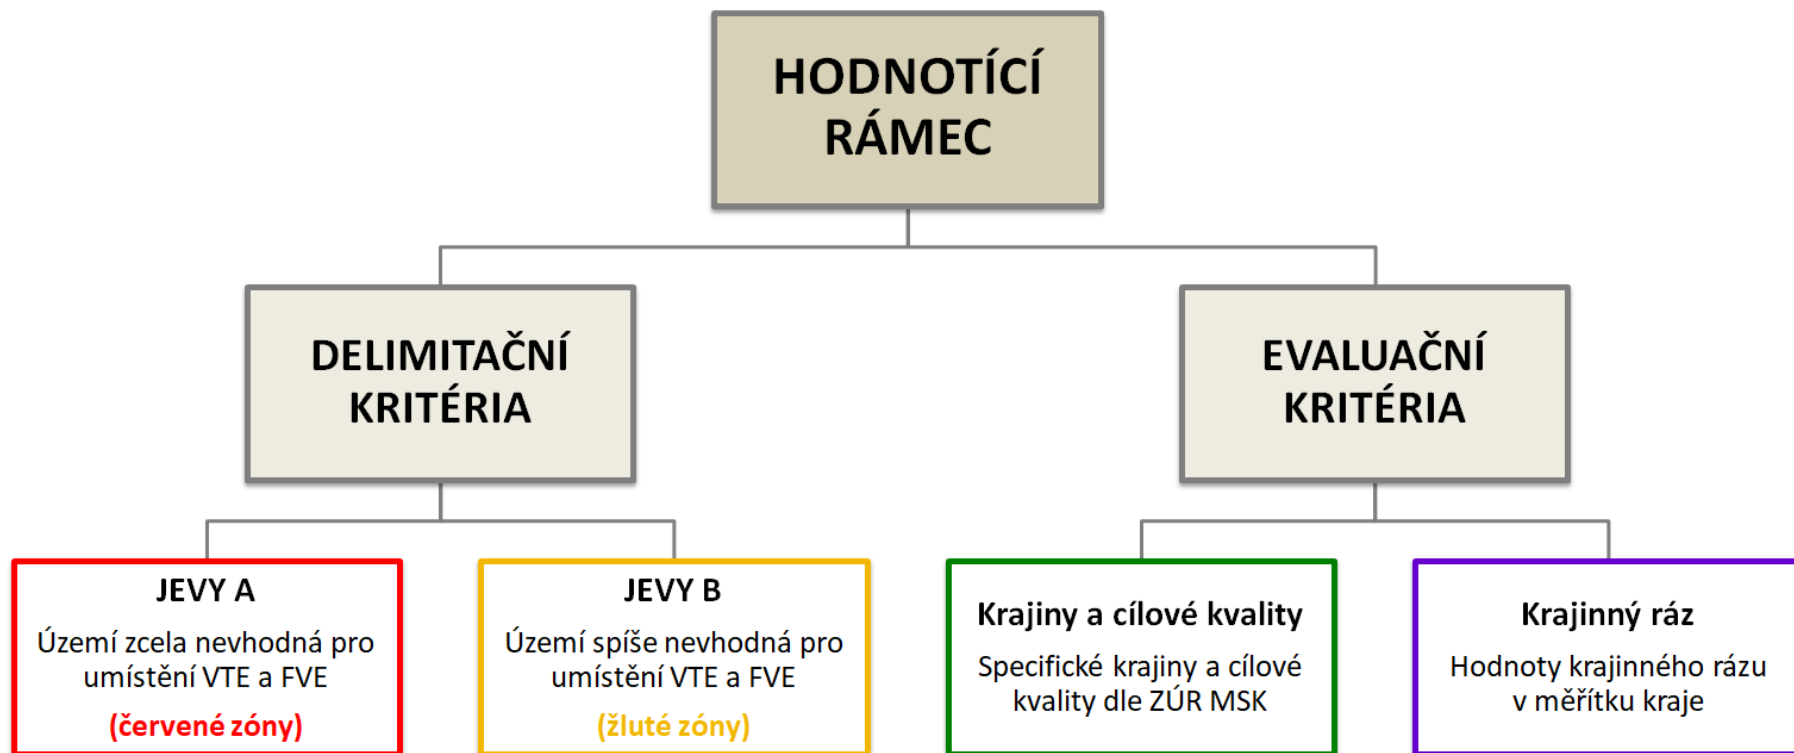 HODNOTÍCÍ
RÁMEC
DELIMITAČNÍ
KRITÉRIA
EVALUAČNÍ
KRITÉRIA
JEVY A
Území zcela nevhodná pro
umístění VTE a FVE
(červené zóny)
JEVY B
Území spíše nevhodná pro
umístění VTE a FVE
(žluté zóny)
Krajiny a cílové kvality
Specifické krajiny a cílové
kvality dle ZÚR MSK
Krajinný ráz
Hodnoty krajinného rázu
v měřítku kraje